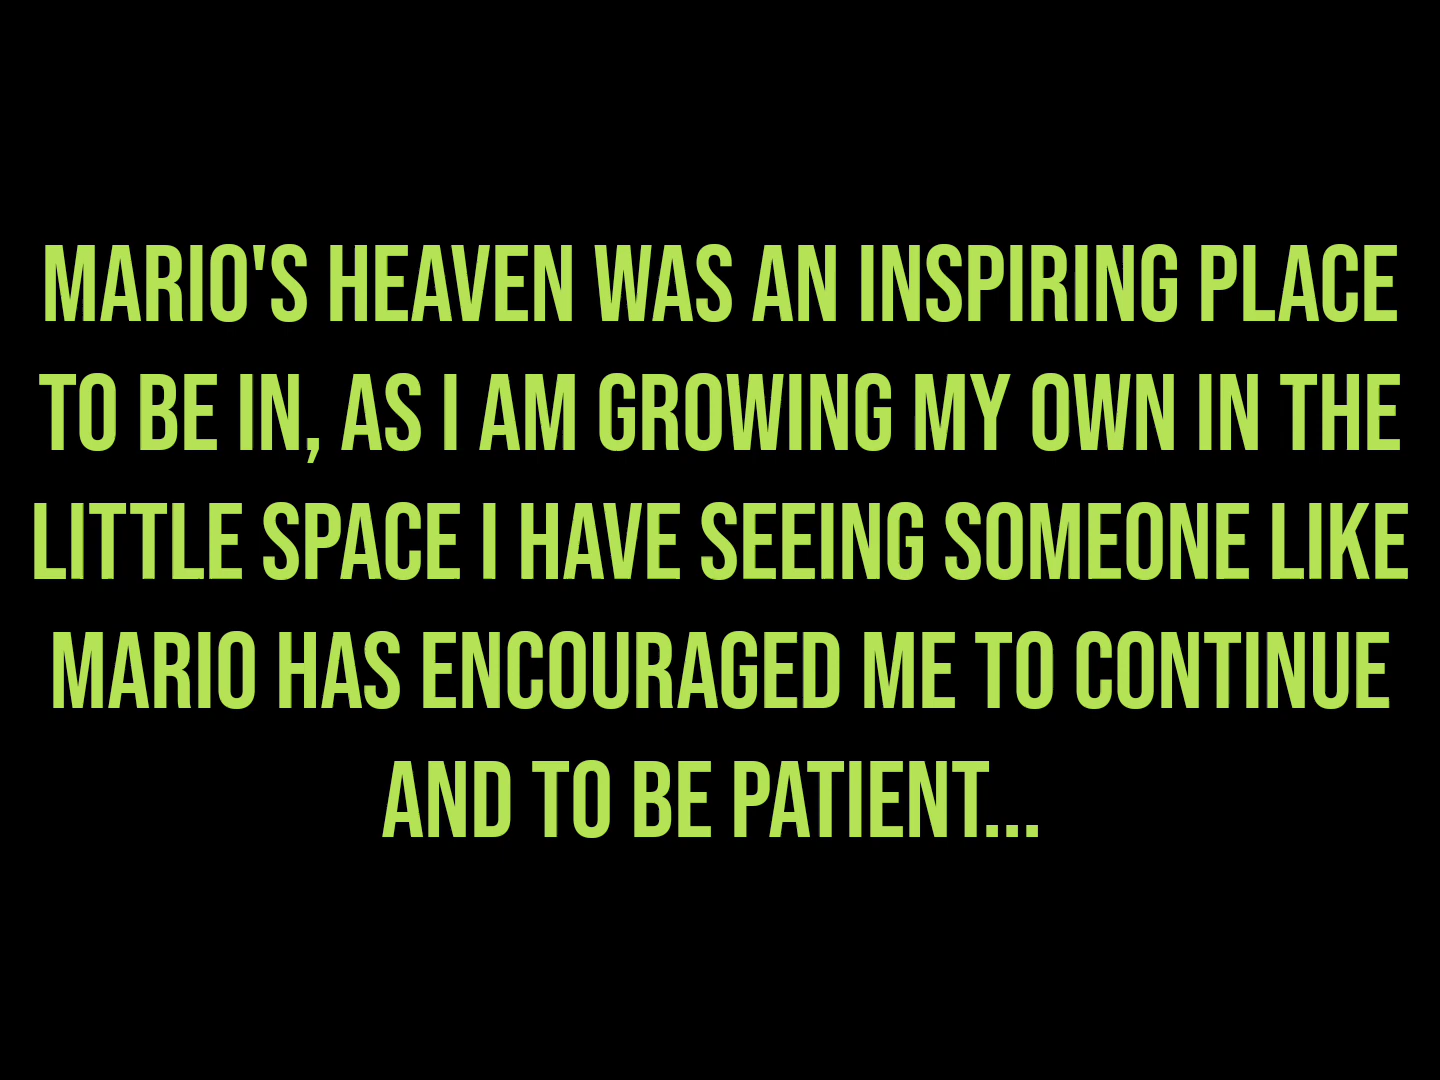 MARIO'S HEAVEN WAS AN INSPIRING PLACE
TO BE IN, AS I AM GROWING MY OWN IN THE
LITTLE SPACE I HAVE SEEING SOMEONE LIKE
MARIO HAS ENCOURAGED ME TO CONTINUE
AND TO BE PATIENT...